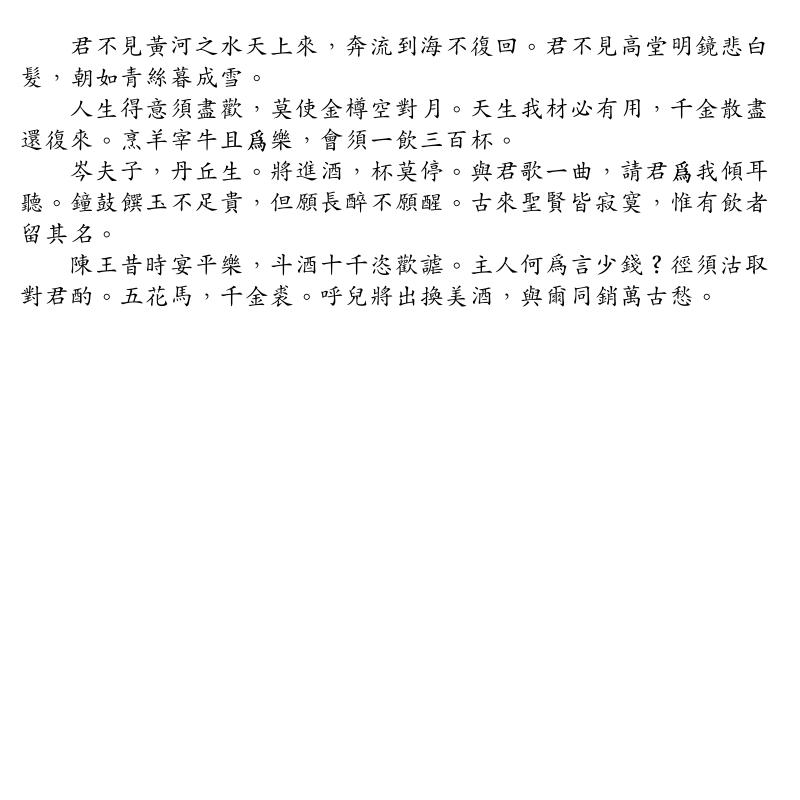 君不見黃河之水天上來，奔流到海不復回。君不見高堂明鏡悲白
髮，朝如青絲暮成雪。
人生得意須盡歡，莫使金樽空對月。天生我材必有用，千金散盡
還復來。烹羊宰牛且爲樂，會須一飲三百杯。
岑夫子，丹丘生。將進酒，杯莫停。與君歌一曲，請君爲我傾耳
聽。鐘鼓饌玉不足貴，但願長醉不願醒。古來聖賢皆寂寞，惟有飲者
留其名。
陳王昔時宴平樂，斗酒十千恣歡謔。主人何爲言少錢？徑須沽取
對君酌。五花馬，千金裘。呼兒將出換美酒，與爾同銷萬古愁。